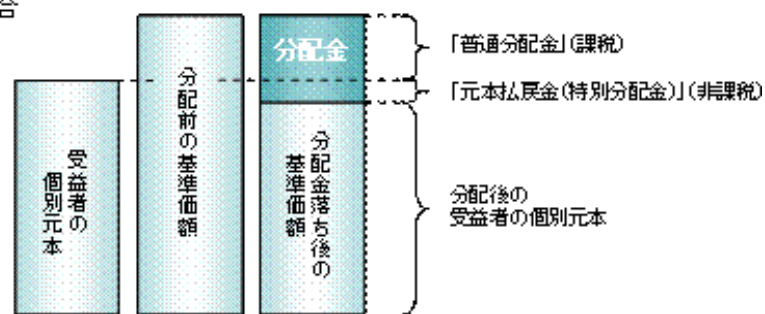 合
分配金
「普通分配金」(課税)
「元本払戻金(特別分配金)」(非課税)
受益者の
個別元本
分配前の基準価額
分配金落ち後の
基準価額
分配後の
受益者の個別元本